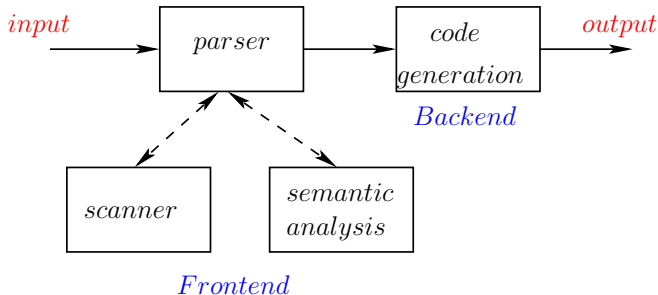 input
parser
code
generation
output
Backend
scanner
semantic
analysis
Frontend